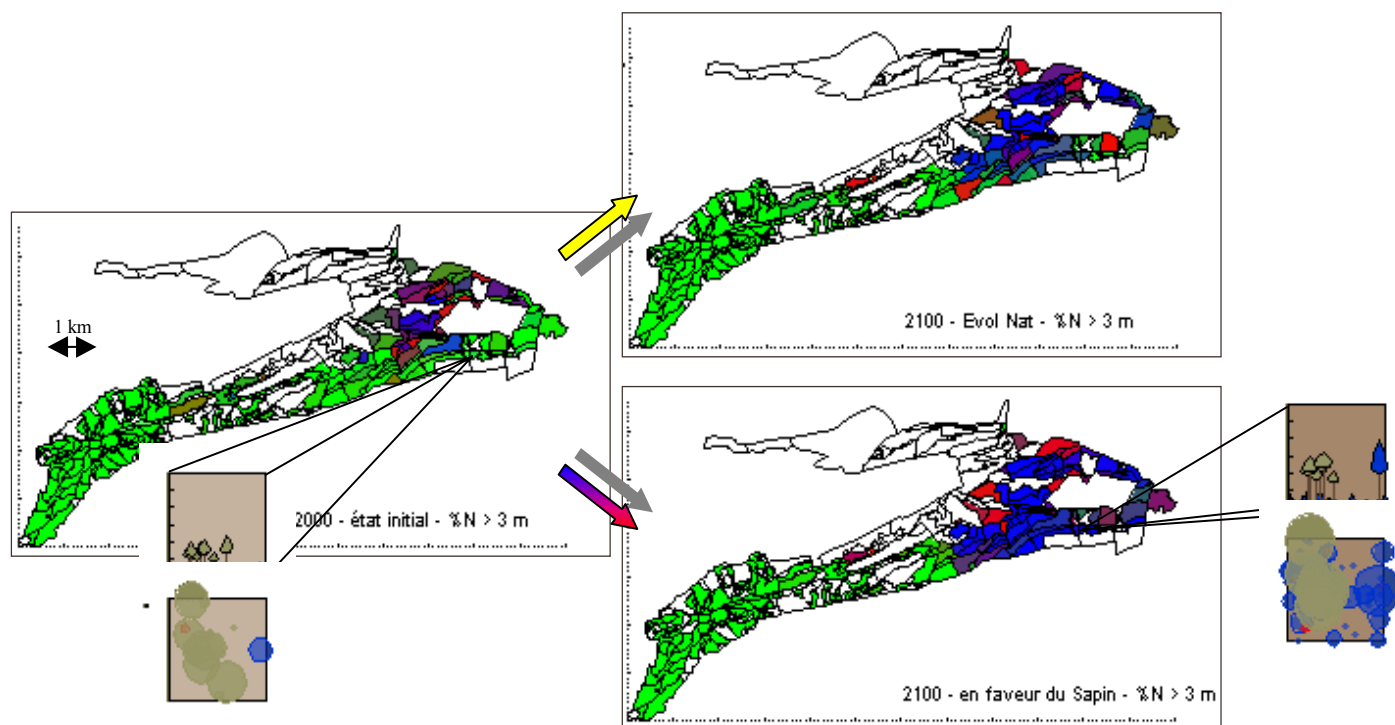 2100 - Evol Nat - %N > 3 m
1 km
2000 - état initial - %N > 3 m
2100 - en faveur du Sapin - %N > 3 m